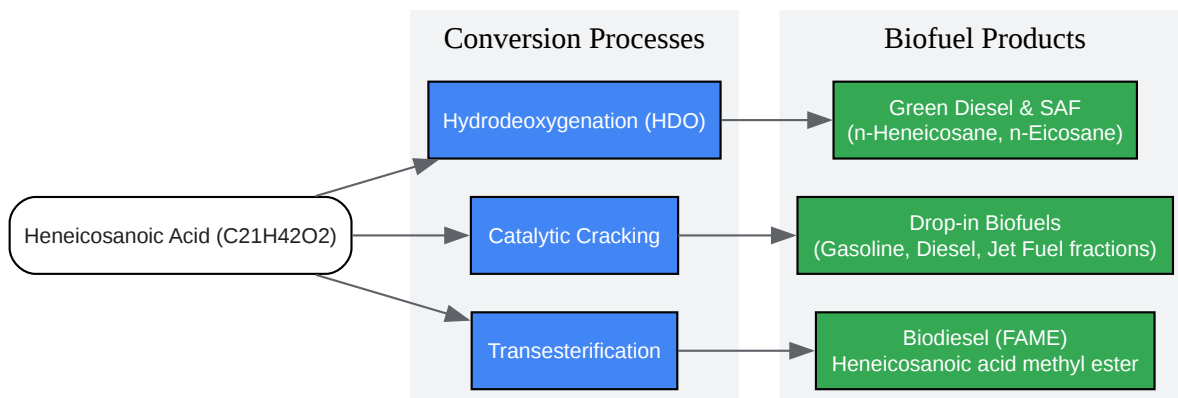 Conversion Processes
Biofuel Products
Heneicosanoic Acid (C21H42O2)
Hydrodeoxygenation (HDO)
Green Diesel & SAF
(n-Heneicosane, n-Eicosane)
Catalytic Cracking
Drop-in Biofuels
(Gasoline, Diesel, Jet Fuel fractions)
Transesterification
Biodiesel (FAME)
Heneicosanoic acid methyl ester